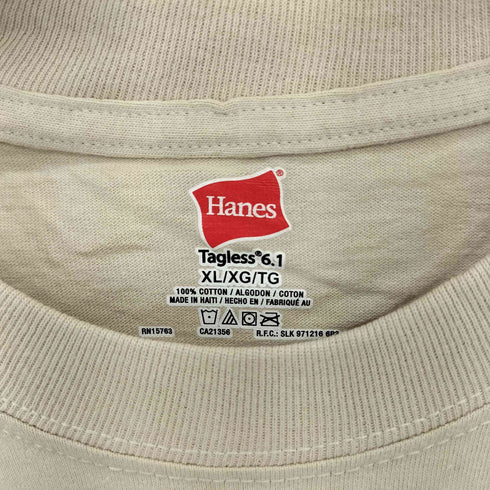 Hanes®
Tagless®6.1
XL/XG/TG
100% COTTON / ALGODON / COTON
MADE IN HAITI / HECHO EN / FABRIQUÉ AU
RN15763 CA21356 R.F.C.: SLK 971216